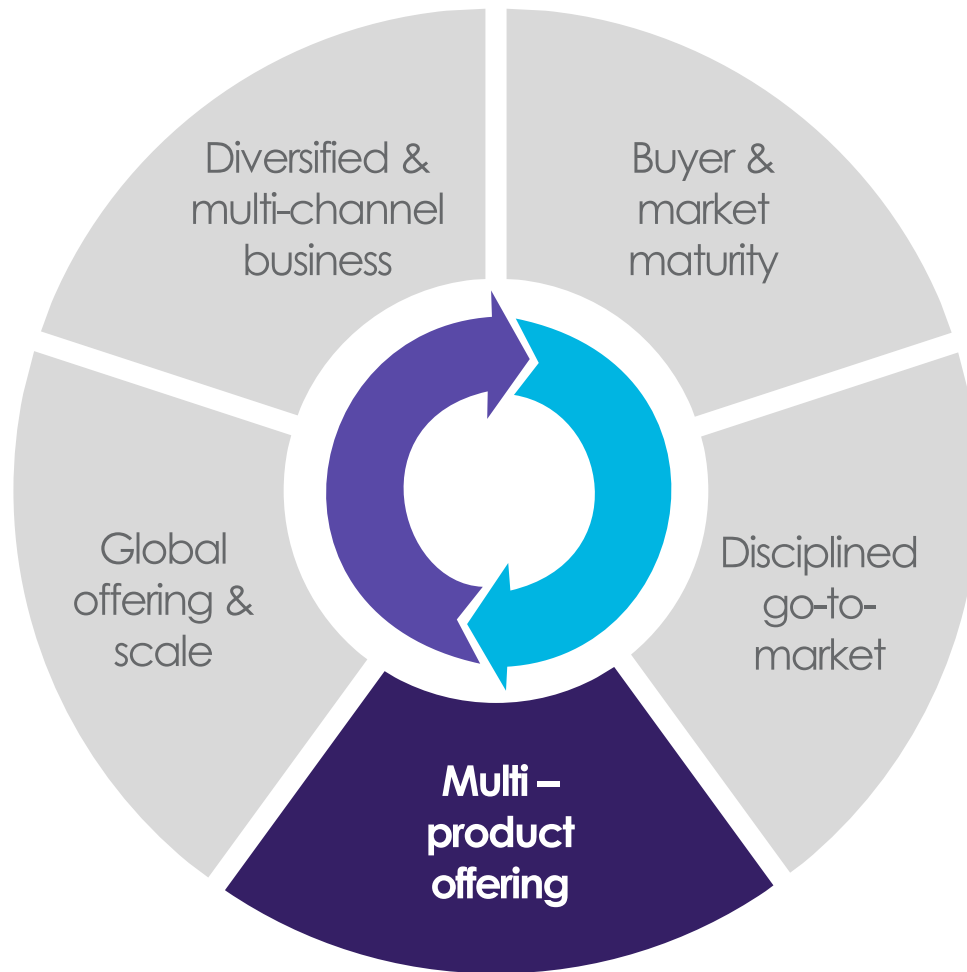 Diversified &
multi-channel
business
Buyer &
market
maturity
Global
offering &
scale
Disciplined
go-to-
market
Multi –
product
offering